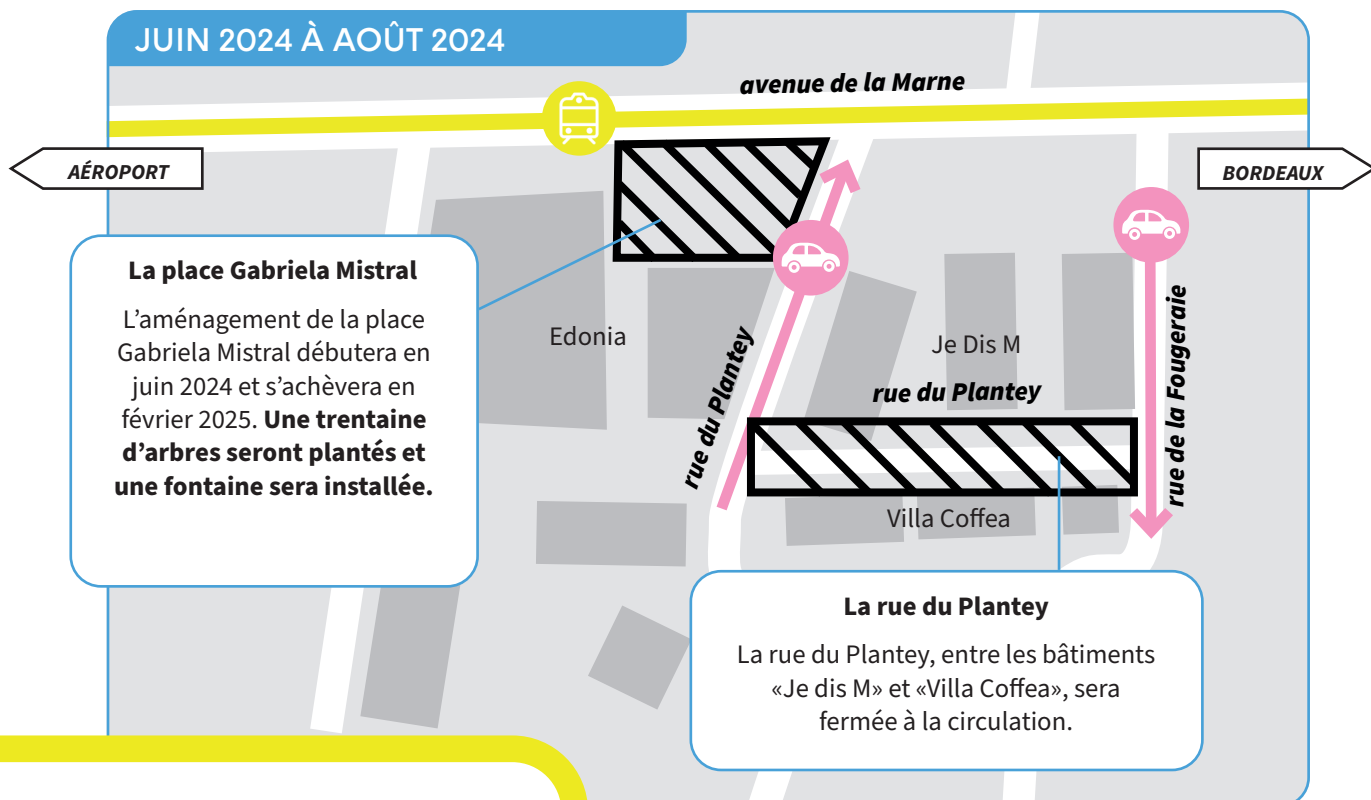 JUIN 2024 À AOÛT 2024
avenue de la Marne
AÉROPORT
BORDEAUX
La place Gabriela Mistral
L’aménagement de la place
Gabriela Mistral débutera en
juin 2024 et s’achèvera en
février 2025. Une trentaine
d’arbres seront plantés et
une fontaine sera installée.
Edonia
rue du Plantey
Je Dis M
rue du Plantey
rue de la Fougeraie
Villa Coffea
La rue du Plantey
La rue du Plantey, entre les bâtiments
«Je dis M» et «Villa Coffea», sera
fermée à la circulation.